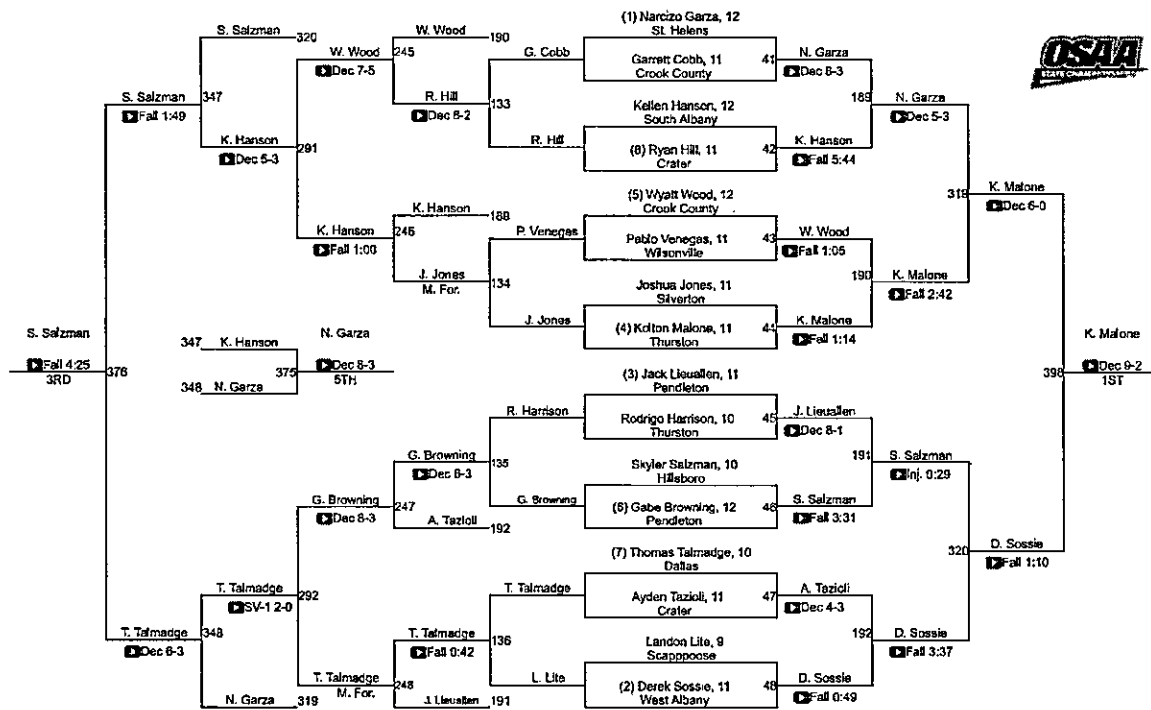 OSAA
STATE CHAMPIONSHIPS
(1) Narcizo Garza, 12
St. Helens
41
Garrett Cobb, 11
Crook County
Kellen Hanson, 12
South Albany
42
(8) Ryan Hill, 11
Crater
(5) Wyatt Wood, 12
Crook County
43
Pablo Venegas, 11
Wilsonville
Joshua Jones, 11
Silverton
44
(4) Kolton Malone, 11
Thurston
(3) Jack Lieuallen, 11
Pendleton
45
Rodrigo Harrison, 10
Thurston
Skyler Salzman, 10
Hillsboro
46
(6) Gabe Browning, 12
Pendleton
(7) Thomas Talmadge, 10
Dallas
47
Ayden Tazioli, 11
Crater
Landon Lite, 9
Scapppoose
48
(2) Derek Sossie, 11
West Albany
N. Garza
Dec 8-3
189
K. Hanson
Fall 5:44
W. Wood
Fall 1:05
190
K. Malone
Fall 1:14
J. Lieuallen
Dec 8-1
191
S. Salzman
Fall 3:31
A. Tazioli
Dec 4-3
192
D. Sossie
Fall 0:49
N. Garza
Dec 5-3
319
K. Malone
Fall 2:42
S. Salzman
Inj. 0:29
320
D. Sossie
Fall 3:37
K. Malone
Dec 6-0
398
D. Sossie
Fall 1:10
K. Malone
Dec 9-2
1ST
G. Cobb
133
R. Hill
P. Venegas
134
J. Jones
R. Harrison
135
G. Browning
T. Talmadge
136
L. Lite
W. Wood
190
245
R. Hill
Dec 8-2
K. Hanson
188
246
J. Jones
M. For.
G. Browning
Dec 8-3
247
A. Tazioli
192
T. Talmadge
Fall 0:42
248
J. Lieuallen
191
W. Wood
Dec 7-5
291
K. Hanson
Fall 1:00
G. Browning
Dec 8-3
292
T. Talmadge
M. For.
S. Salzman
320
347
K. Hanson
Dec 5-3
T. Talmadge
SV-1 2-0
348
N. Garza
319
S. Salzman
Fall 1:49
376
T. Talmadge
Dec 6-3
S. Salzman
Fall 4:25
3RD
347
K. Hanson
375
348
N. Garza
N. Garza
Dec 8-3
5TH